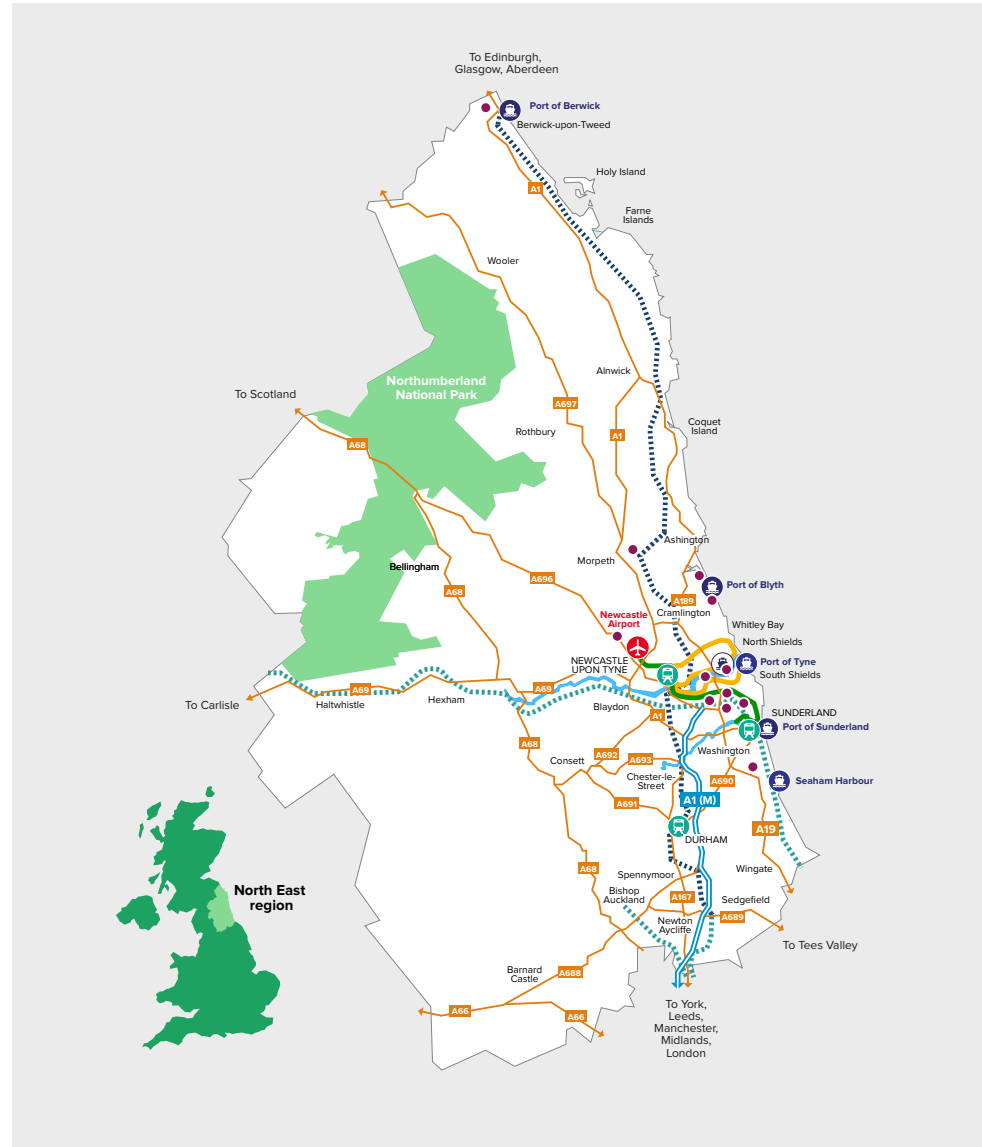 To Edinburgh,
Glasgow, Aberdeen
Port of Berwick
Berwick-upon-Tweed
Holy Island
A1
Farne
Islands
Wooler
Alnwick
Northumberland
National Park
To Scotland
A697
Coquet
Island
Rothbury
A1
A68
Ashington
Morpeth
Bellingham
A696
Port of Blyth
A68
A189
Cramlington
Newcastle
Airport
Whitley Bay
North Shields
NEWCASTLE
UPON TYNE
Port of Tyne
South Shields
A69
A69
Hexham
To Carlisle
Haltwhistle
Blaydon
A1
SUNDERLAND
Port of Sunderland
A68
A692
Washington
Consett
A693
Chester-le-
Street
A690
Seaham Harbour
A691
A1 (M)
A19
DURHAM
A68
Wingate
Spennymoor
Bishop
Auckland
A167
Sedgefield
A689
Newton
Aycliffe
To Tees Valley
North East
region
Barnard
Castle
A688
A66
A66
To York,
Leeds,
Manchester,
Midlands,
London